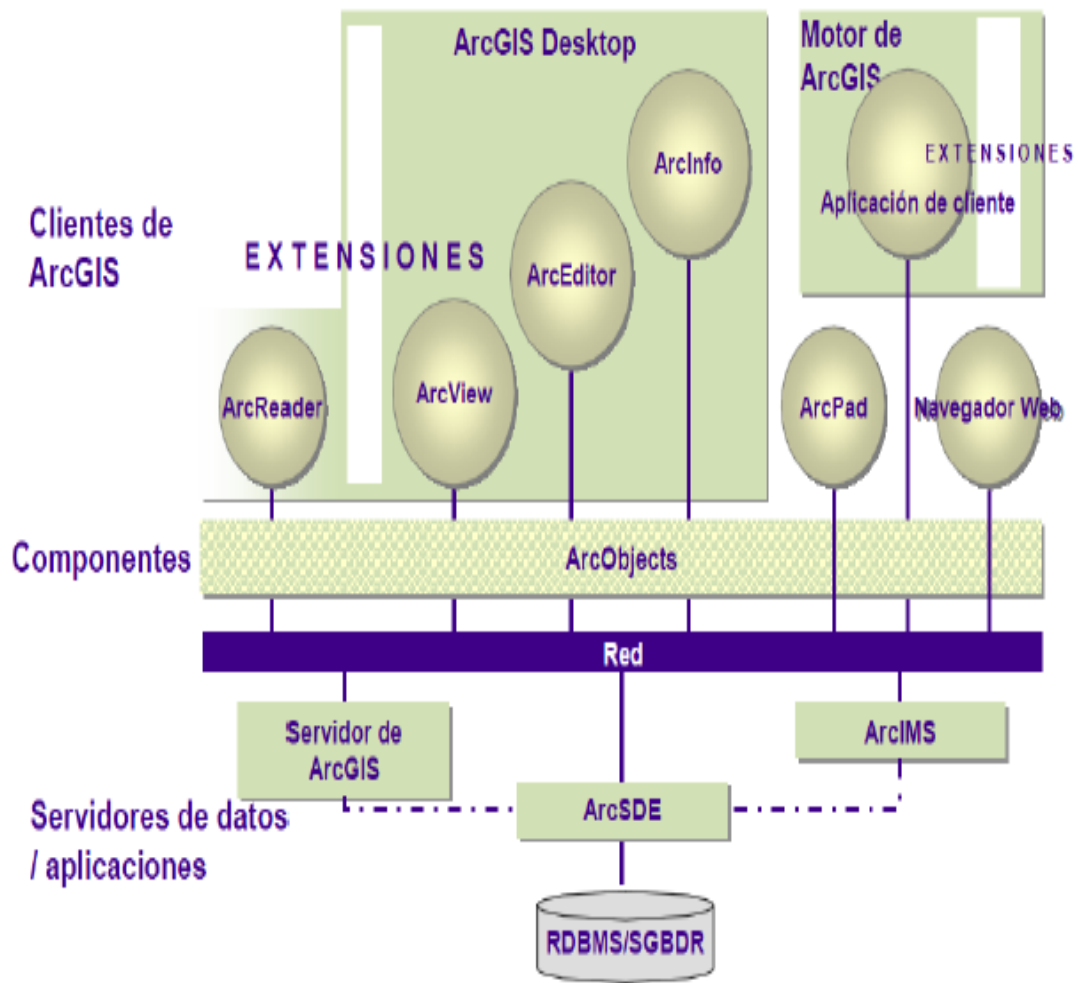 ArcGIS Desktop
Motor de
ArcGIS
ArcInfo
EXTENSIONES
Aplicación de cliente
Clientes de
ArcGIS
EXTENSIONES
ArcEditor
ArcReader
ArcView
ArcPad
Navegador Web
Componentes
ArcObjects
Red
Servidor de
ArcGIS
ArcIMS
Servidores de datos
/ aplicaciones
ArcSDE
RDBMS/SGBDR